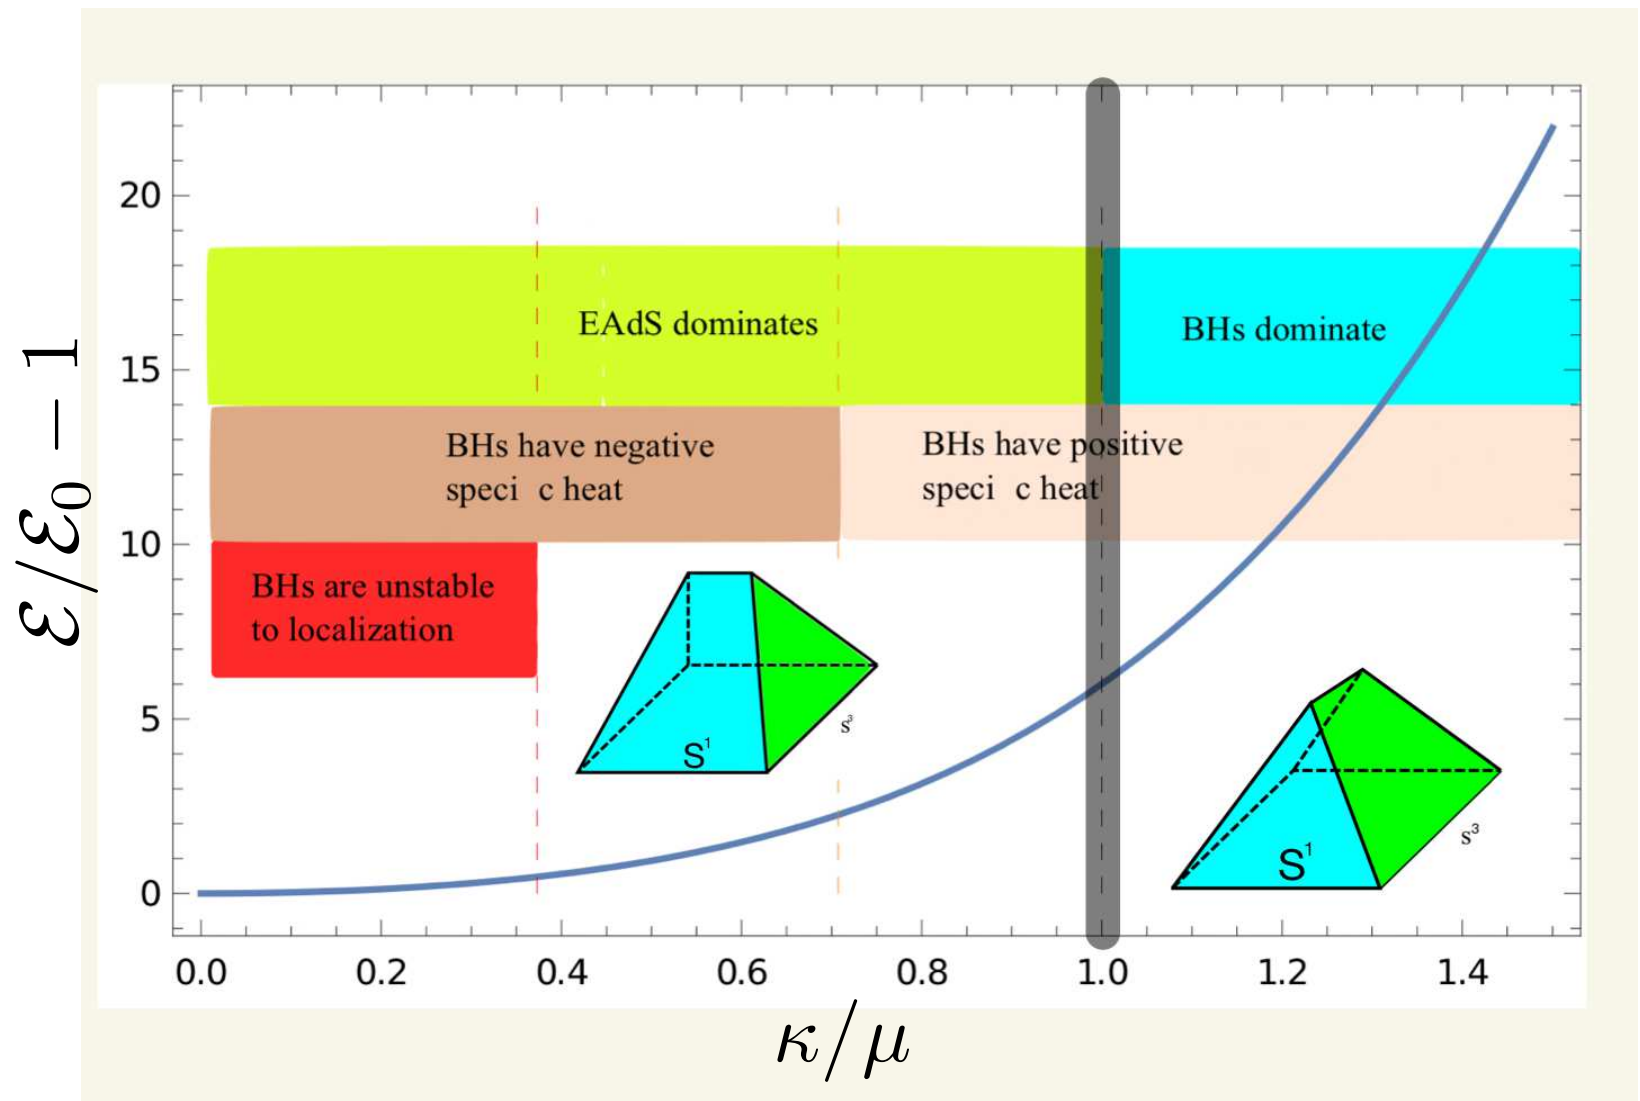 ℰ/ℰ₀ − 1
20
15
10
5
0
EAdS dominates
BHs dominate
BHs have negative
speci c heat
BHs have positive
speci c heat
BHs are unstable
to localization
S¹
s³
S¹
s³
0.0 0.2 0.4 0.6 0.8 1.0 1.2 1.4
κ/μ